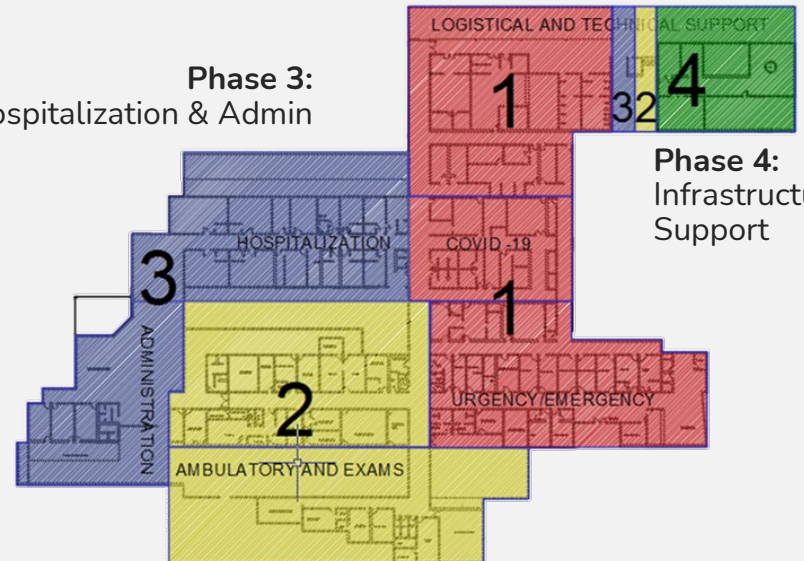 LOGISTICAL AND TECHNICAL SUPPORT
Phase 3:
ospitalization & Admin
1
3
2
4
Phase 4:
Infrastructu
Support
HOSPITALIZATION
COVID -19
3
1
ADMINISTRATION
2
URGENCY/EMERGENCY
AMBULATORY AND EXAMS